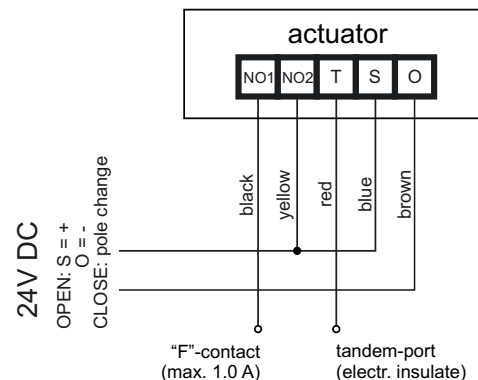 actuator
NO1 NO2 T S O
black
yellow
red
blue
brown
24V DC
OPEN: S = +
O = -
CLOSE: pole change
"F"-contact
(max. 1.0 A)
tandem-port
(electr. insulate)